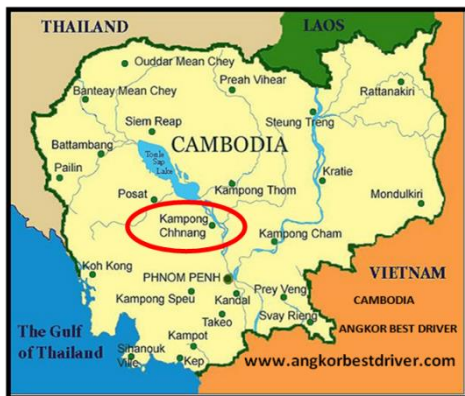 THAILAND
LAOS
Ouddar Mean Chey
Preah Vihear
Rattanakiri
Banteay Mean Chey
Steung Treng
Siem Reap
CAMBODIA
Battambang
Tonle
Sap
Lake
Pailin
Kratie
Posat
Kampong Thom
Mondulkiri
Kampong
Chhnang
Kampong Cham
Koh Kong
VIETNAM
PHNOM PENH
Prey Veng
Kampong Speu
Kandal
CAMBODIA
Takeo
Svay Rieng
ANGKOR BEST DRIVER
The Gulf
of Thailand
Kampot
Sihanouk
Ville
Kep
www.angkorbestdriver.com